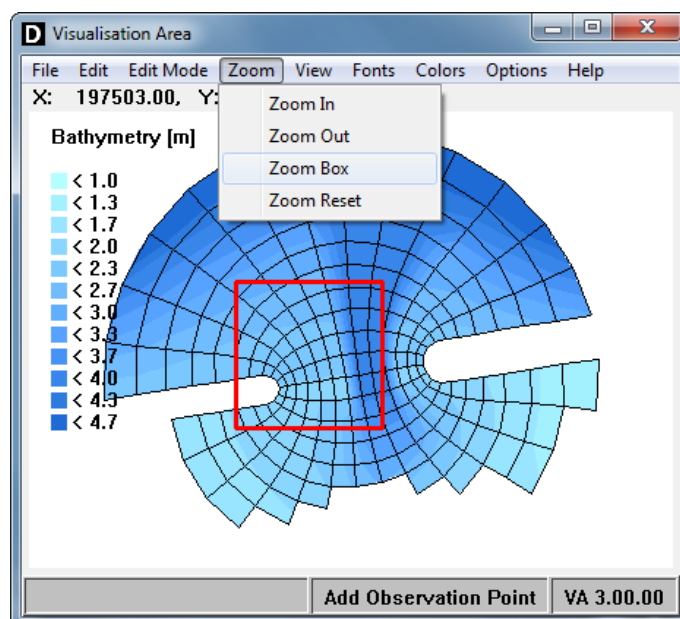 D Visualisation Area
File Edit Edit Mode Zoom View Fonts Colors Options Help
X: 197503.00, Y:
Zoom In
Zoom Out
Zoom Box
Zoom Reset
Bathymetry [m]
< 1.0
< 1.3
< 1.7
< 2.0
< 2.3
< 2.7
< 3.0
< 3.3
< 3.7
< 4.0
< 4.3
< 4.7
Add Observation Point VA 3.00.00